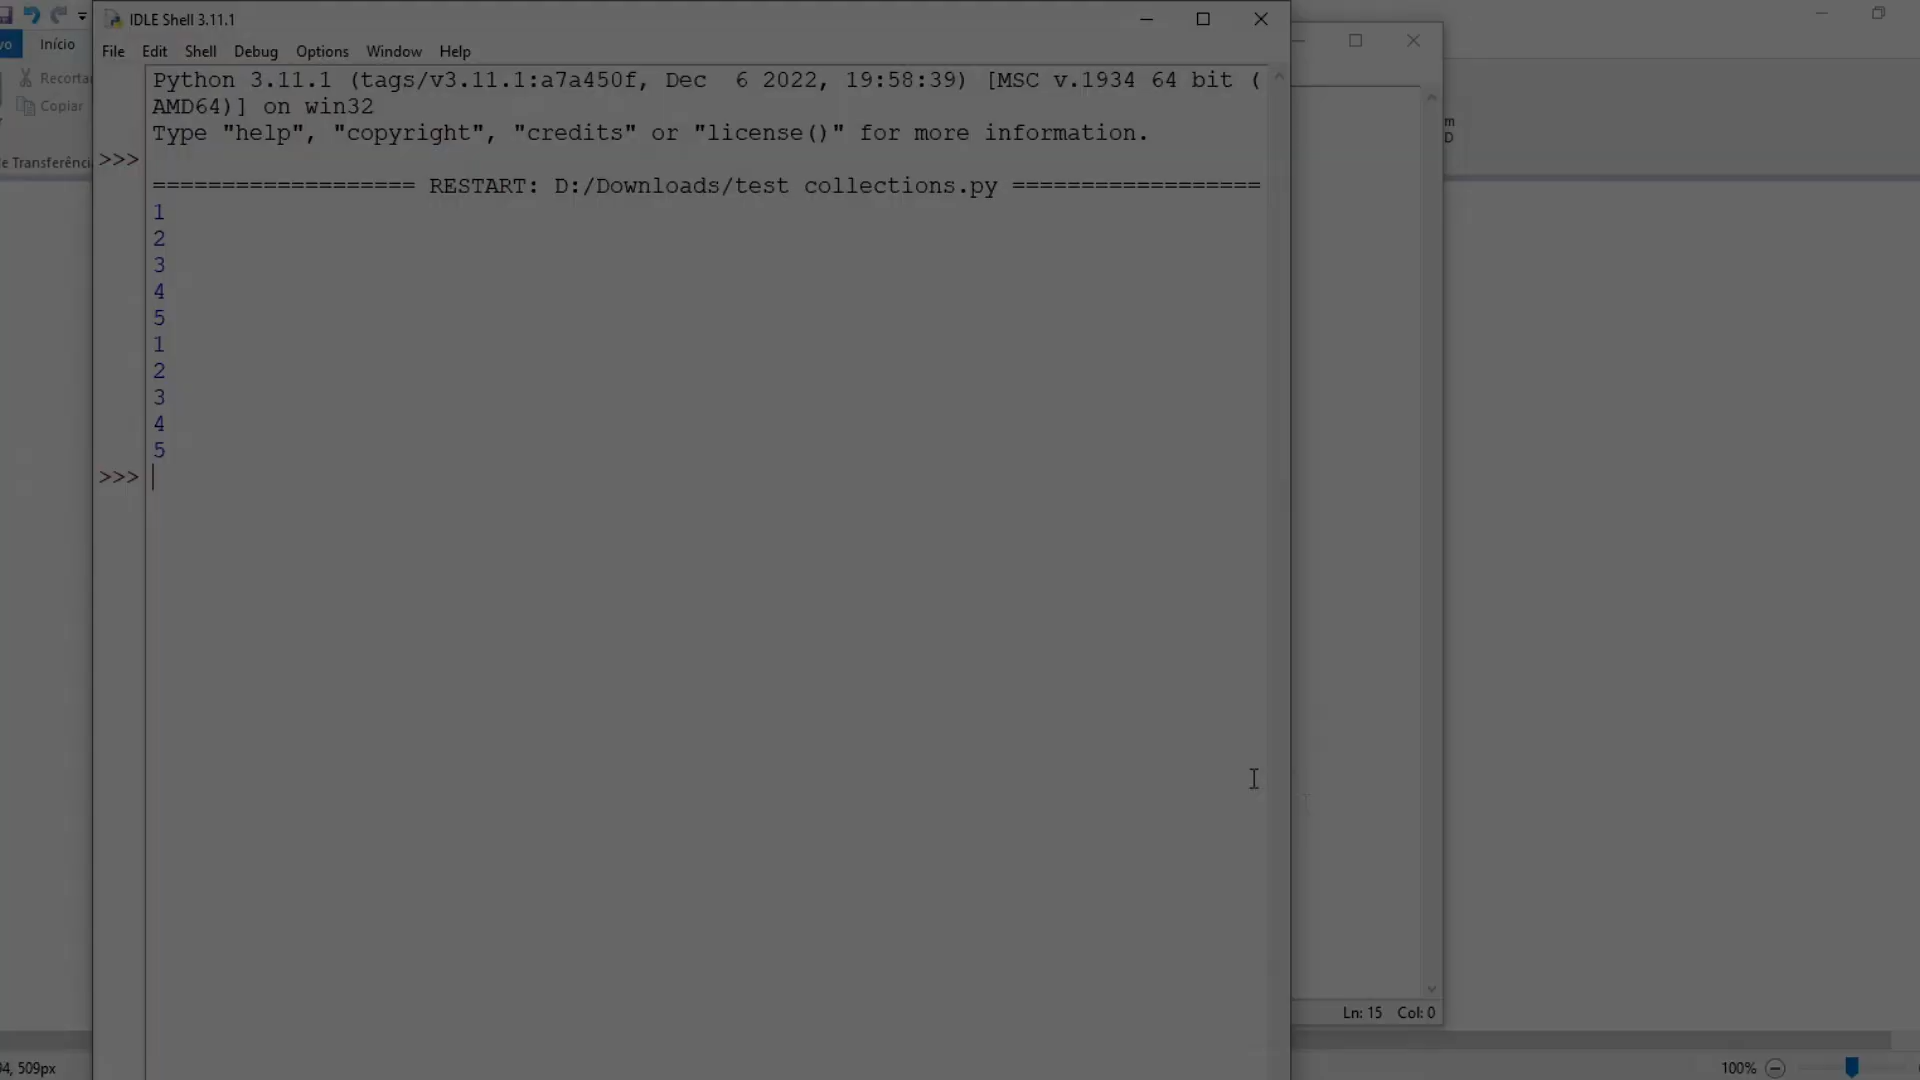 IDLE Shell 3.11.1
File Edit Shell Debug Options Window Help
Início
Copiar
Python 3.11.1 (tags/v3.11.1:a7a450f, Dec  6 2022, 19:58:39) [MSC v.1934 64 bit (
AMD64)] on win32
Type "help", "copyright", "credits" or "license()" for more information.
>>>
=================== RESTART: D:/Downloads/test collections.py ==================
1
2
3
4
5
1
2
3
4
5
>>>
Ln: 15 Col: 0
509px
100%